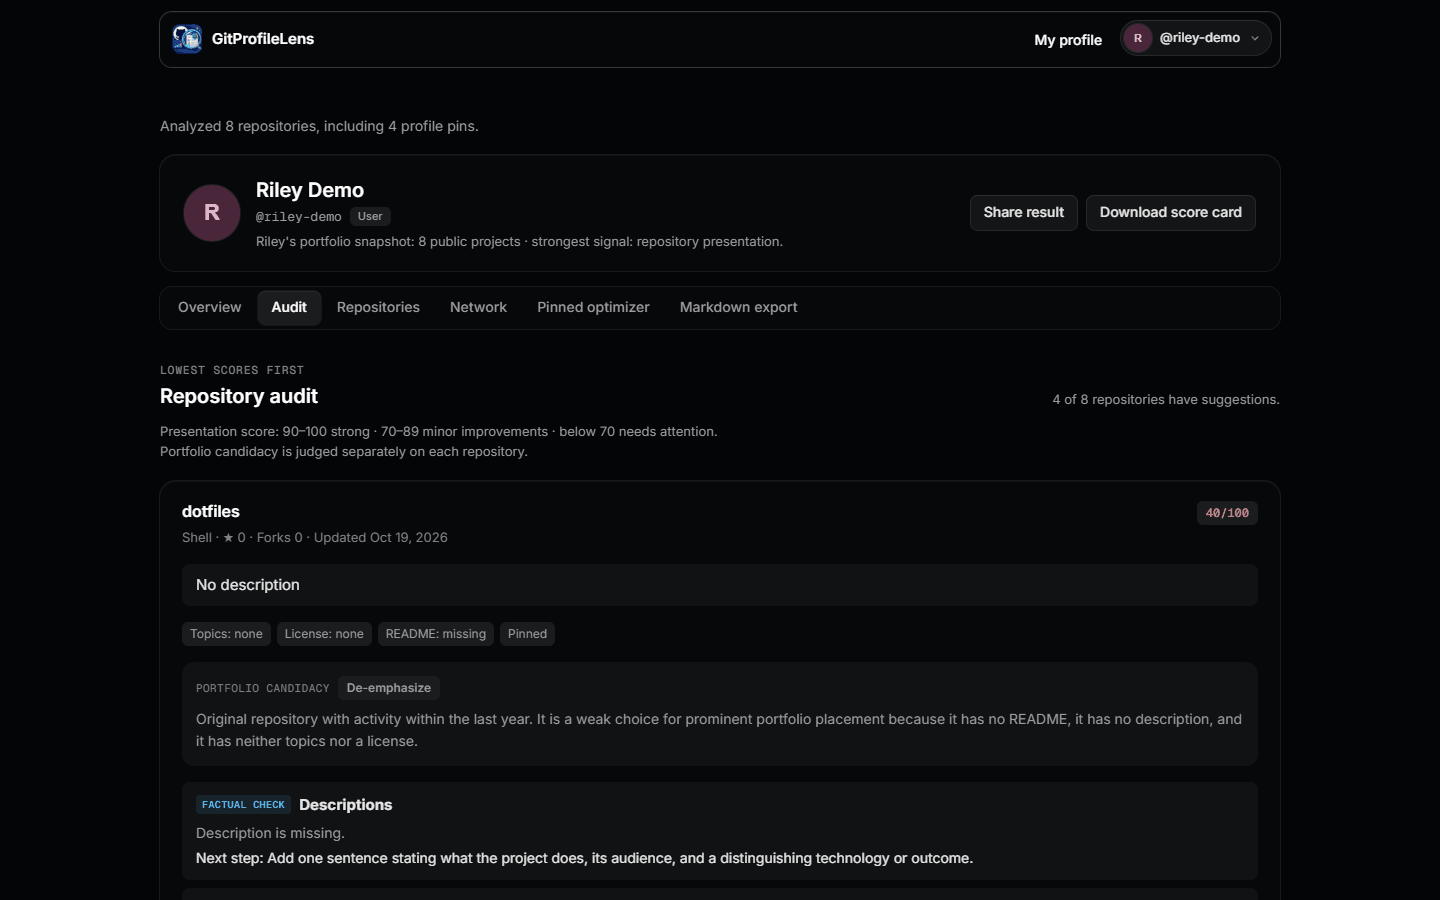 GitProfileLens
My profile
R
@riley-demo
Analyzed 8 repositories, including 4 profile pins.
R
Riley Demo
@riley-demo User
Riley's portfolio snapshot: 8 public projects · strongest signal: repository presentation.
Share result
Download score card
Overview
Audit
Repositories
Network
Pinned optimizer
Markdown export
LOWEST SCORES FIRST
Repository audit
4 of 8 repositories have suggestions.
Presentation score: 90–100 strong · 70–89 minor improvements · below 70 needs attention.
Portfolio candidacy is judged separately on each repository.
dotfiles
40/100
Shell · ★ 0 · Forks 0 · Updated Oct 19, 2026
No description
Topics: none
License: none
README: missing
Pinned
PORTFOLIO CANDIDACY De-emphasize
Original repository with activity within the last year. It is a weak choice for prominent portfolio placement because it has no README, it has no description, and
it has neither topics nor a license.
FACTUAL CHECK Descriptions
Description is missing.
Next step: Add one sentence stating what the project does, its audience, and a distinguishing technology or outcome.